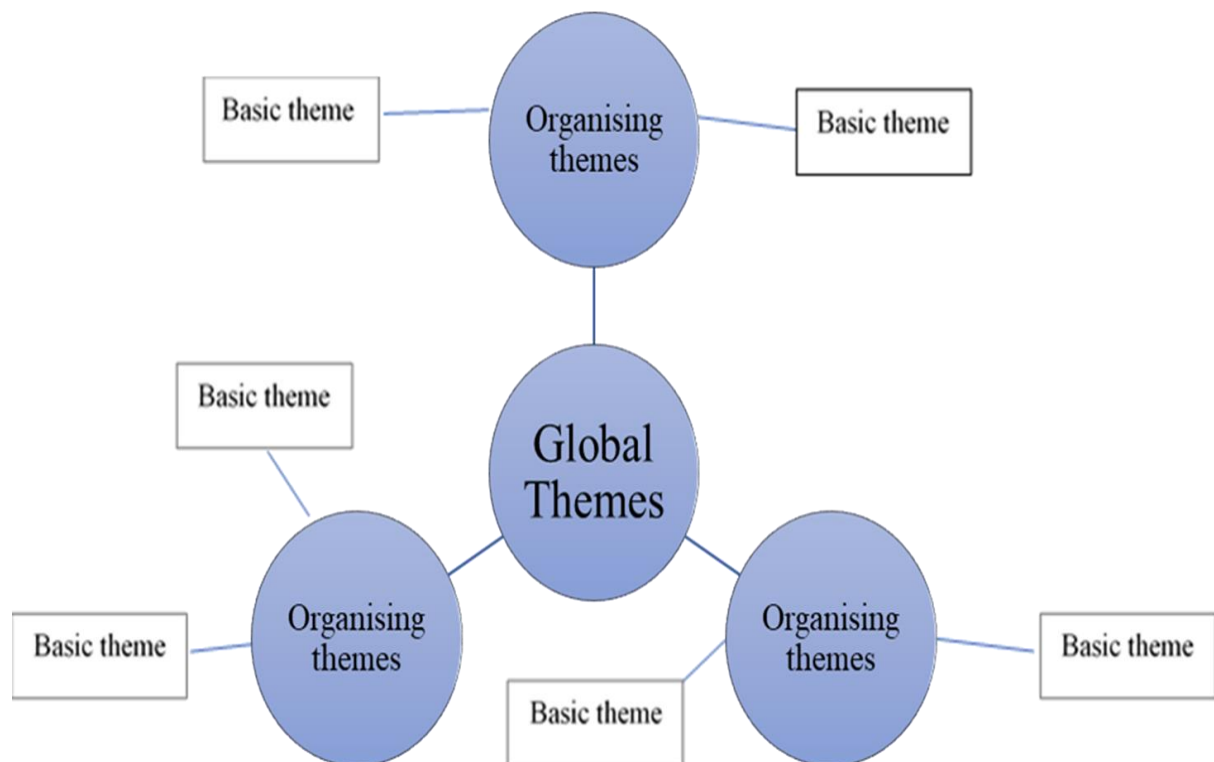 Basic theme
Organising
themes
Basic theme
Basic theme
Global
Themes
Organising
themes
Basic theme
Organising
themes
Basic theme
Basic theme